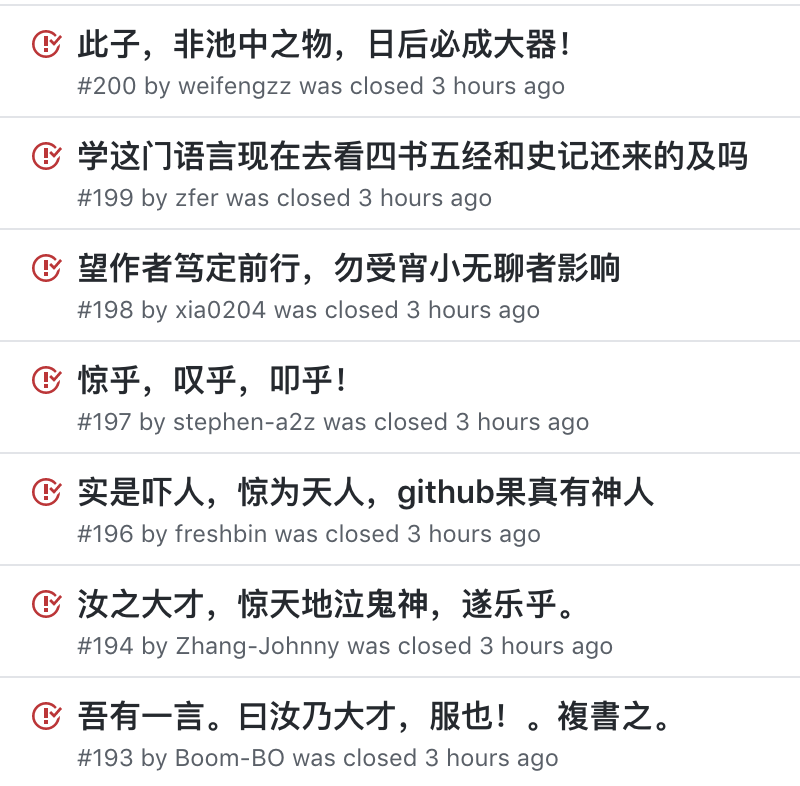 此子，非池中之物，日后必成大器！
#200 by weifengzz was closed 3 hours ago
学这门语言现在去看四书五经和史记还来的及吗
#199 by zfer was closed 3 hours ago
望作者笃定前行，勿受宵小无聊者影响
#198 by xia0204 was closed 3 hours ago
惊乎，叹乎，叩乎！
#197 by stephen-a2z was closed 3 hours ago
实是吓人，惊为天人，github果真有神人
#196 by freshbin was closed 3 hours ago
汝之大才，惊天地泣鬼神，遂乐乎。
#194 by Zhang-Johnny was closed 3 hours ago
吾有一言。曰汝乃大才，服也！。複書之。
#193 by Boom-BO was closed 3 hours ago